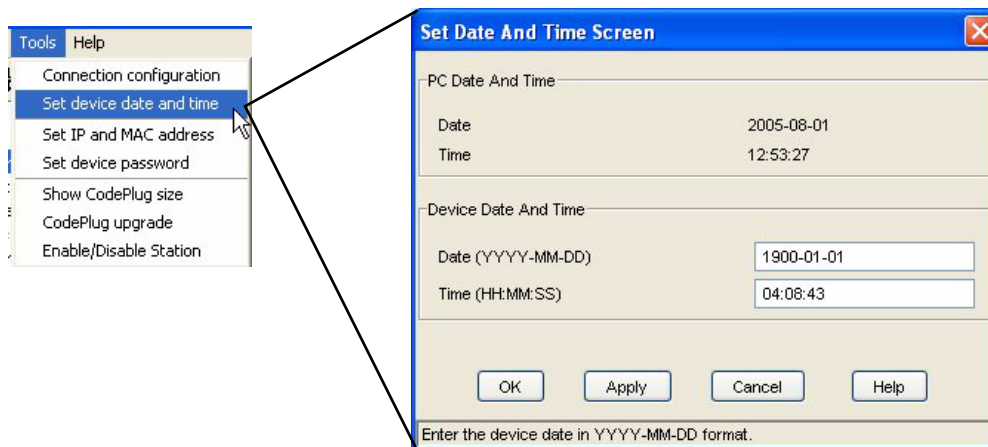 Tools Help
Connection configuration
Set device date and time
Set IP and MAC address
Set device password
Show CodePlug size
CodePlug upgrade
Enable/Disable Station
Set Date And Time Screen
PC Date And Time
Date 2005-08-01
Time 12:53:27
Device Date And Time
Date (YYYY-MM-DD) 1900-01-01
Time (HH:MM:SS) 04:08:43
OK Apply Cancel Help
Enter the device date in YYYY-MM-DD format.